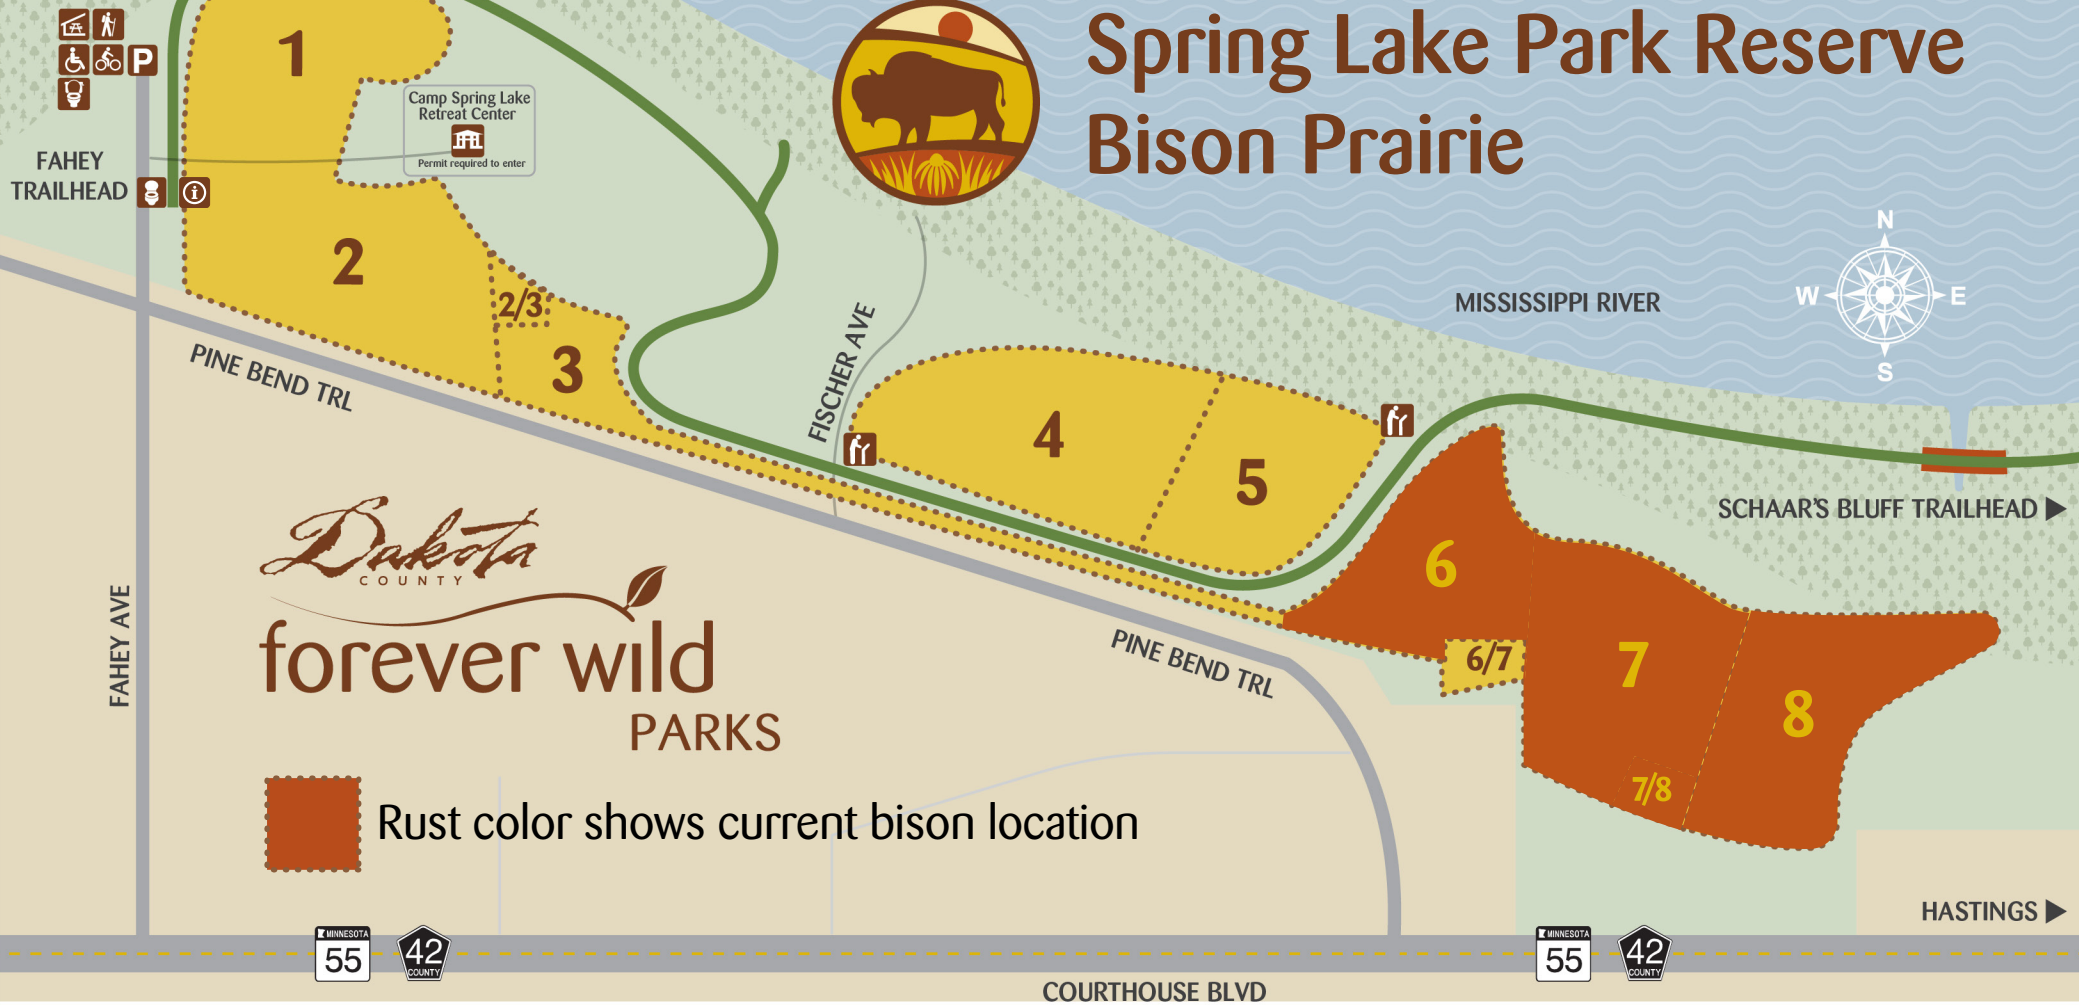 Spring Lake Park Reserve
Bison Prairie
P
1
Camp Spring Lake
Retreat Center
Permit required to enter
FAHEY
TRAILHEAD
i
2
2/3
3
PINE BEND TRL
FISCHER AVE
MISSISSIPPI RIVER
N
W
E
S
4
5
SCHAAR'S BLUFF TRAILHEAD
6
6/7
7
8
7/8
PINE BEND TRL
Dakota
COUNTY
forever wild
PARKS
FAHEY AVE
Rust color shows current bison location
HASTINGS
MINNESOTA
55
42
COUNTY
MINNESOTA
55
42
COUNTY
COURTHOUSE BLVD